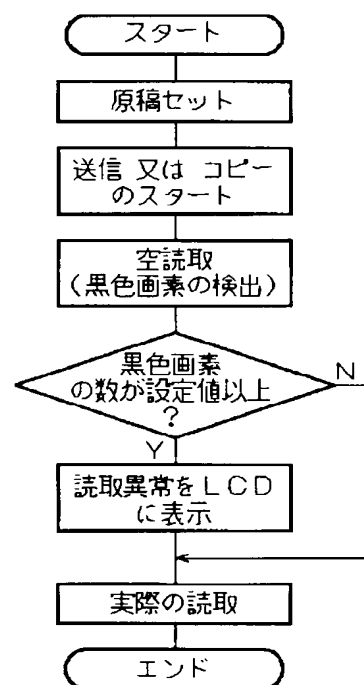 スタート
原稿セット
送信 又は コピー
のスタート
空読取
(黒色画素の検出)
黒色画素
の数が設定値以上
?
N
Y
読取異常をLCD
に表示
実際の読取
エンド